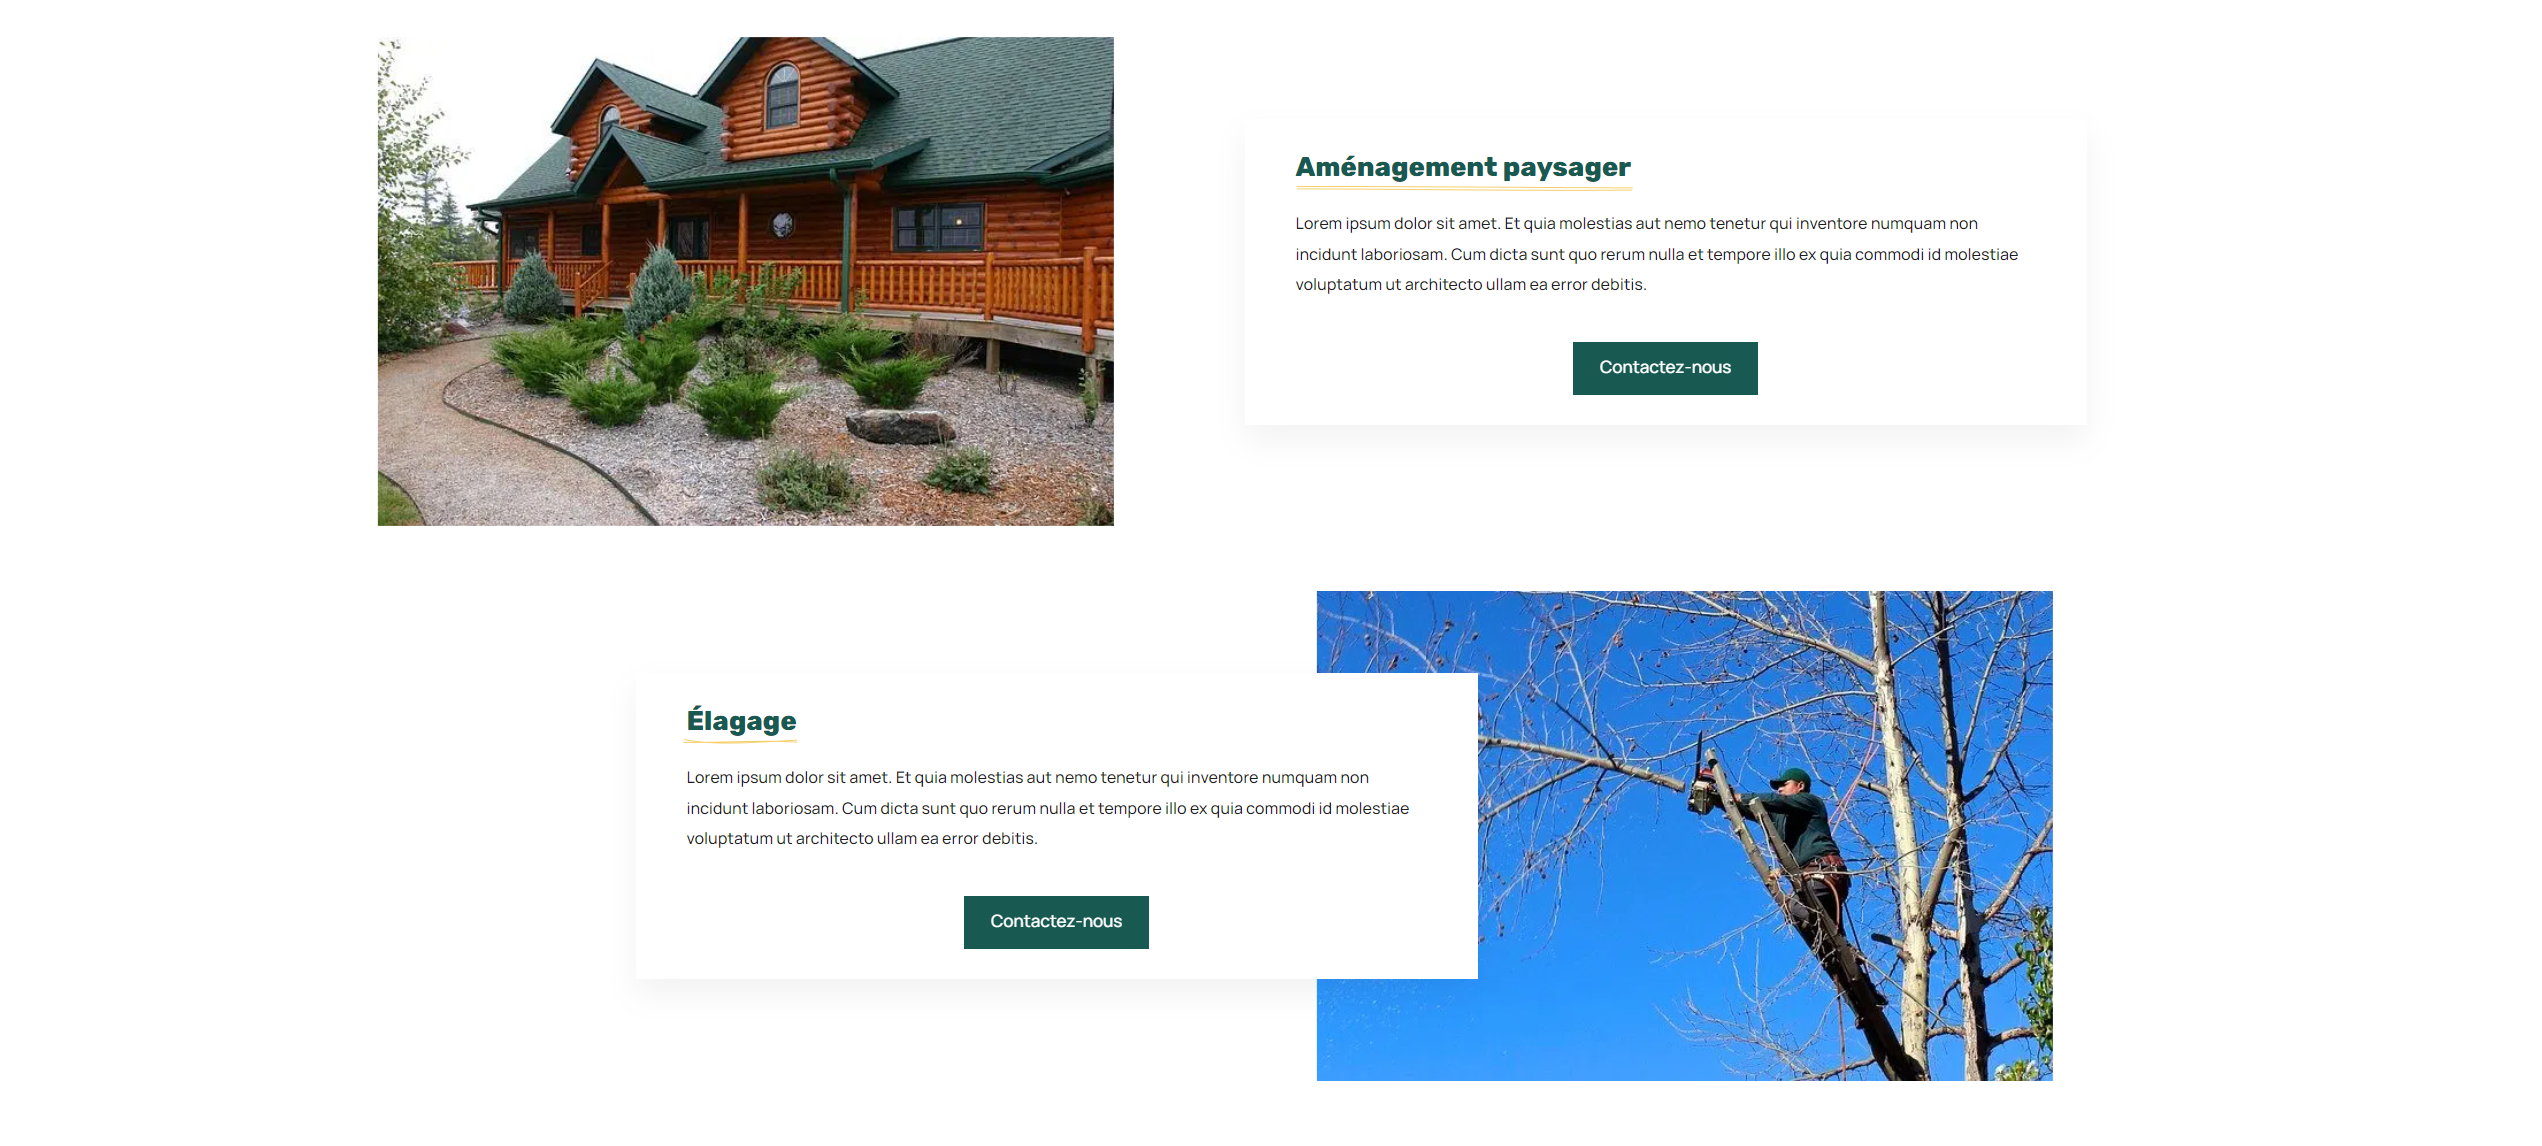 Aménagement paysager
Lorem ipsum dolor sit amet. Et quia molestias aut nemo tenetur qui inventore numquam non
incidunt laboriosam. Cum dicta sunt quo rerum nulla et tempore illo ex quia commodi id molestiae
voluptatum ut architecto ullam ea error debitis.
Contactez-nous
Élagage
Lorem ipsum dolor sit amet. Et quia molestias aut nemo tenetur qui inventore numquam non
incidunt laboriosam. Cum dicta sunt quo rerum nulla et tempore illo ex quia commodi id molestiae
voluptatum ut architecto ullam ea error debitis.
Contactez-nous